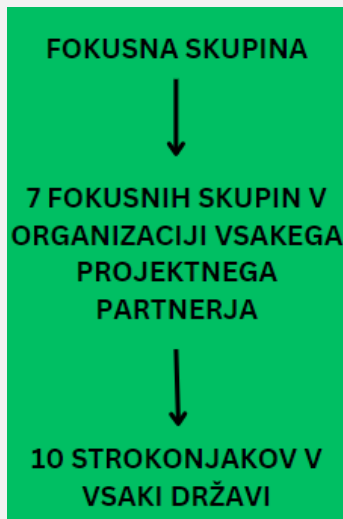 FOKUSNA SKUPINA
7 FOKUSNIH SKUPIN V
ORGANIZACIJI VSAKEGA
PROJEKTNEGA
PARTNERJA
10 STROKONJAKOV V
VSAKI DRŽAVI